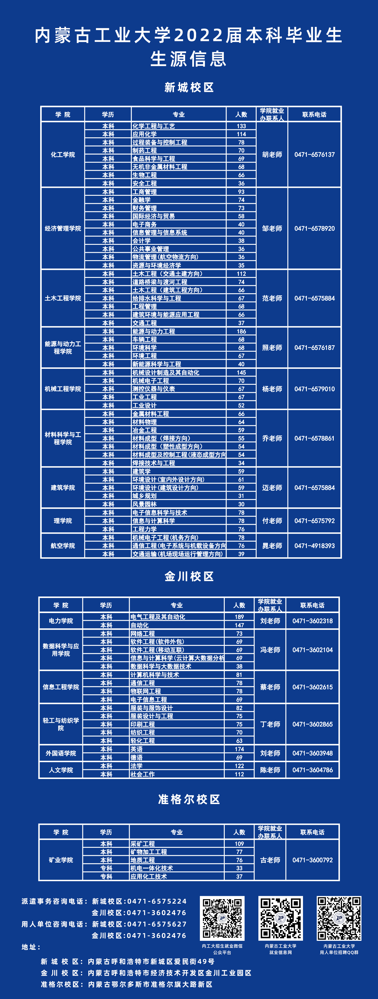 内蒙古工业大学2022届本科毕业生
生源信息
新城校区
学 院 学历 专业 人数 学院就业办联系人 联系电话
化工学院 本科 化学工程与工艺 133 胡老师 0471-6576137
本科 应用化学 114
本科 过程装备与控制工程 78
本科 制药工程 70
本科 食品科学与工程 69
本科 无机非金属材料工程 68
本科 生物工程 66
本科 安全工程 36
经济管理学院 本科 工商管理 93 邹老师 0471-6578920
本科 金融学 74
本科 财务管理 73
本科 国际经济与贸易 58
本科 电子商务 40
本科 信息管理与信息系统 40
本科 会计学 38
本科 公共事业管理 36
本科 物流管理(航空物流方向) 36
本科 资源与环境经济学 35
土木工程学院 本科 土木工程（交通土建方向） 112 范老师 0471-6575884
本科 道路桥梁与渡河工程 74
本科 土木工程（建筑工程方向） 66
本科 给排水科学与工程 67
本科 工程管理 68
本科 建筑环境与能源应用工程 66
本科 交通工程 37
能源与动力工程学院 本科 能源与动力工程 186 照老师 0471-6576187
本科 车辆工程 68
本科 环境科学 68
本科 环境工程 67
本科 新能源科学与工程 40
机械工程学院 本科 机械设计制造及其自动化 145 杨老师 0471-6579010
本科 机械电子工程 70
本科 测控仪器与仪表 67
本科 工业工程 67
本科 工业设计 52
材料科学与工程学院 本科 金属材料工程 66 乔老师 0471-6578861
本科 材料物理 64
本科 冶金工程 59
本科 材料成型（焊接方向） 55
本科 材料成型（塑性成型方向） 54
本科 材料成型及控制工程(液态成型方向 54
本科 焊接技术与工程 34
建筑学院 本科 建筑学 59 迈老师 0471-6575884
本科 环境设计(室内外设计方向) 61
本科 环境设计(建筑设计方向) 59
本科 城乡规划 31
本科 风景园林 30
理学院 本科 电子信息科学与技术 78 付老师 0471-6575792
本科 信息与计算科学 78
本科 工程力学 76
航空学院 本科 机械电子工程(机务方向) 78 晁老师 0471-4918393
本科 通信工程(电子系统与机载设备方向 76
本科 交通运输(机场现场运行管理方向) 39
金川校区
学 院 学历 专业 人数 学院就业办联系人 联系电话
电力学院 本科 电气工程及其自动化 189 刘老师 0471-3602318
本科 自动化 147
数据科学与应用学院 本科 网络工程 73 冯老师 0471-3602104
本科 软件工程(软件外包) 69
本科 软件工程(移动互联) 69
本科 信息与计算科学(云计算大数据分析 69
本科 数据科学与大数据技术 38
信息工程学院 本科 计算机科学与技术 81 蔡老师 0471-3602615
本科 通信工程 78
本科 物联网工程 78
本科 电子信息工程 69
轻工与纺织学院 本科 服装与服饰设计 82 丁老师 0471-3602865
本科 服装设计与工程 75
本科 印刷工程 75
本科 纺织工程 70
本科 轻化工程 63
外国语学院 本科 英语 174 刘老师 0471-3603948
本科 德语 69
人文学院 本科 法学 122 陈老师 0471-3604786
本科 社会工作 112
准格尔校区
学 院 学历 专业 人数 学院就业办联系人 联系电话
矿业学院 本科 采矿工程 109 古老师 0471-3600792
本科 矿物加工工程 77
本科 地质工程 76
专科 机电一体化技术 33
专科 应用化工技术 37
派遣事务咨询电话：新城校区:0471-6575224
金川校区:0471-3602476
用人单位咨询电话：新城校区:0471-6575627
金川校区:0471-3602476
地址：
新 城 校 区：内蒙古呼和浩特市新城区爱民街49号
金 川 校 区：内蒙古呼和浩特市经济技术开发区金川工业园区
准格尔校区：内蒙古鄂尔多斯市准格尔旗大路新区
内工大招生就业微信
公众平台
内蒙古工业大学
就业信息网
内蒙古工业大学
用人单位招聘QQ群